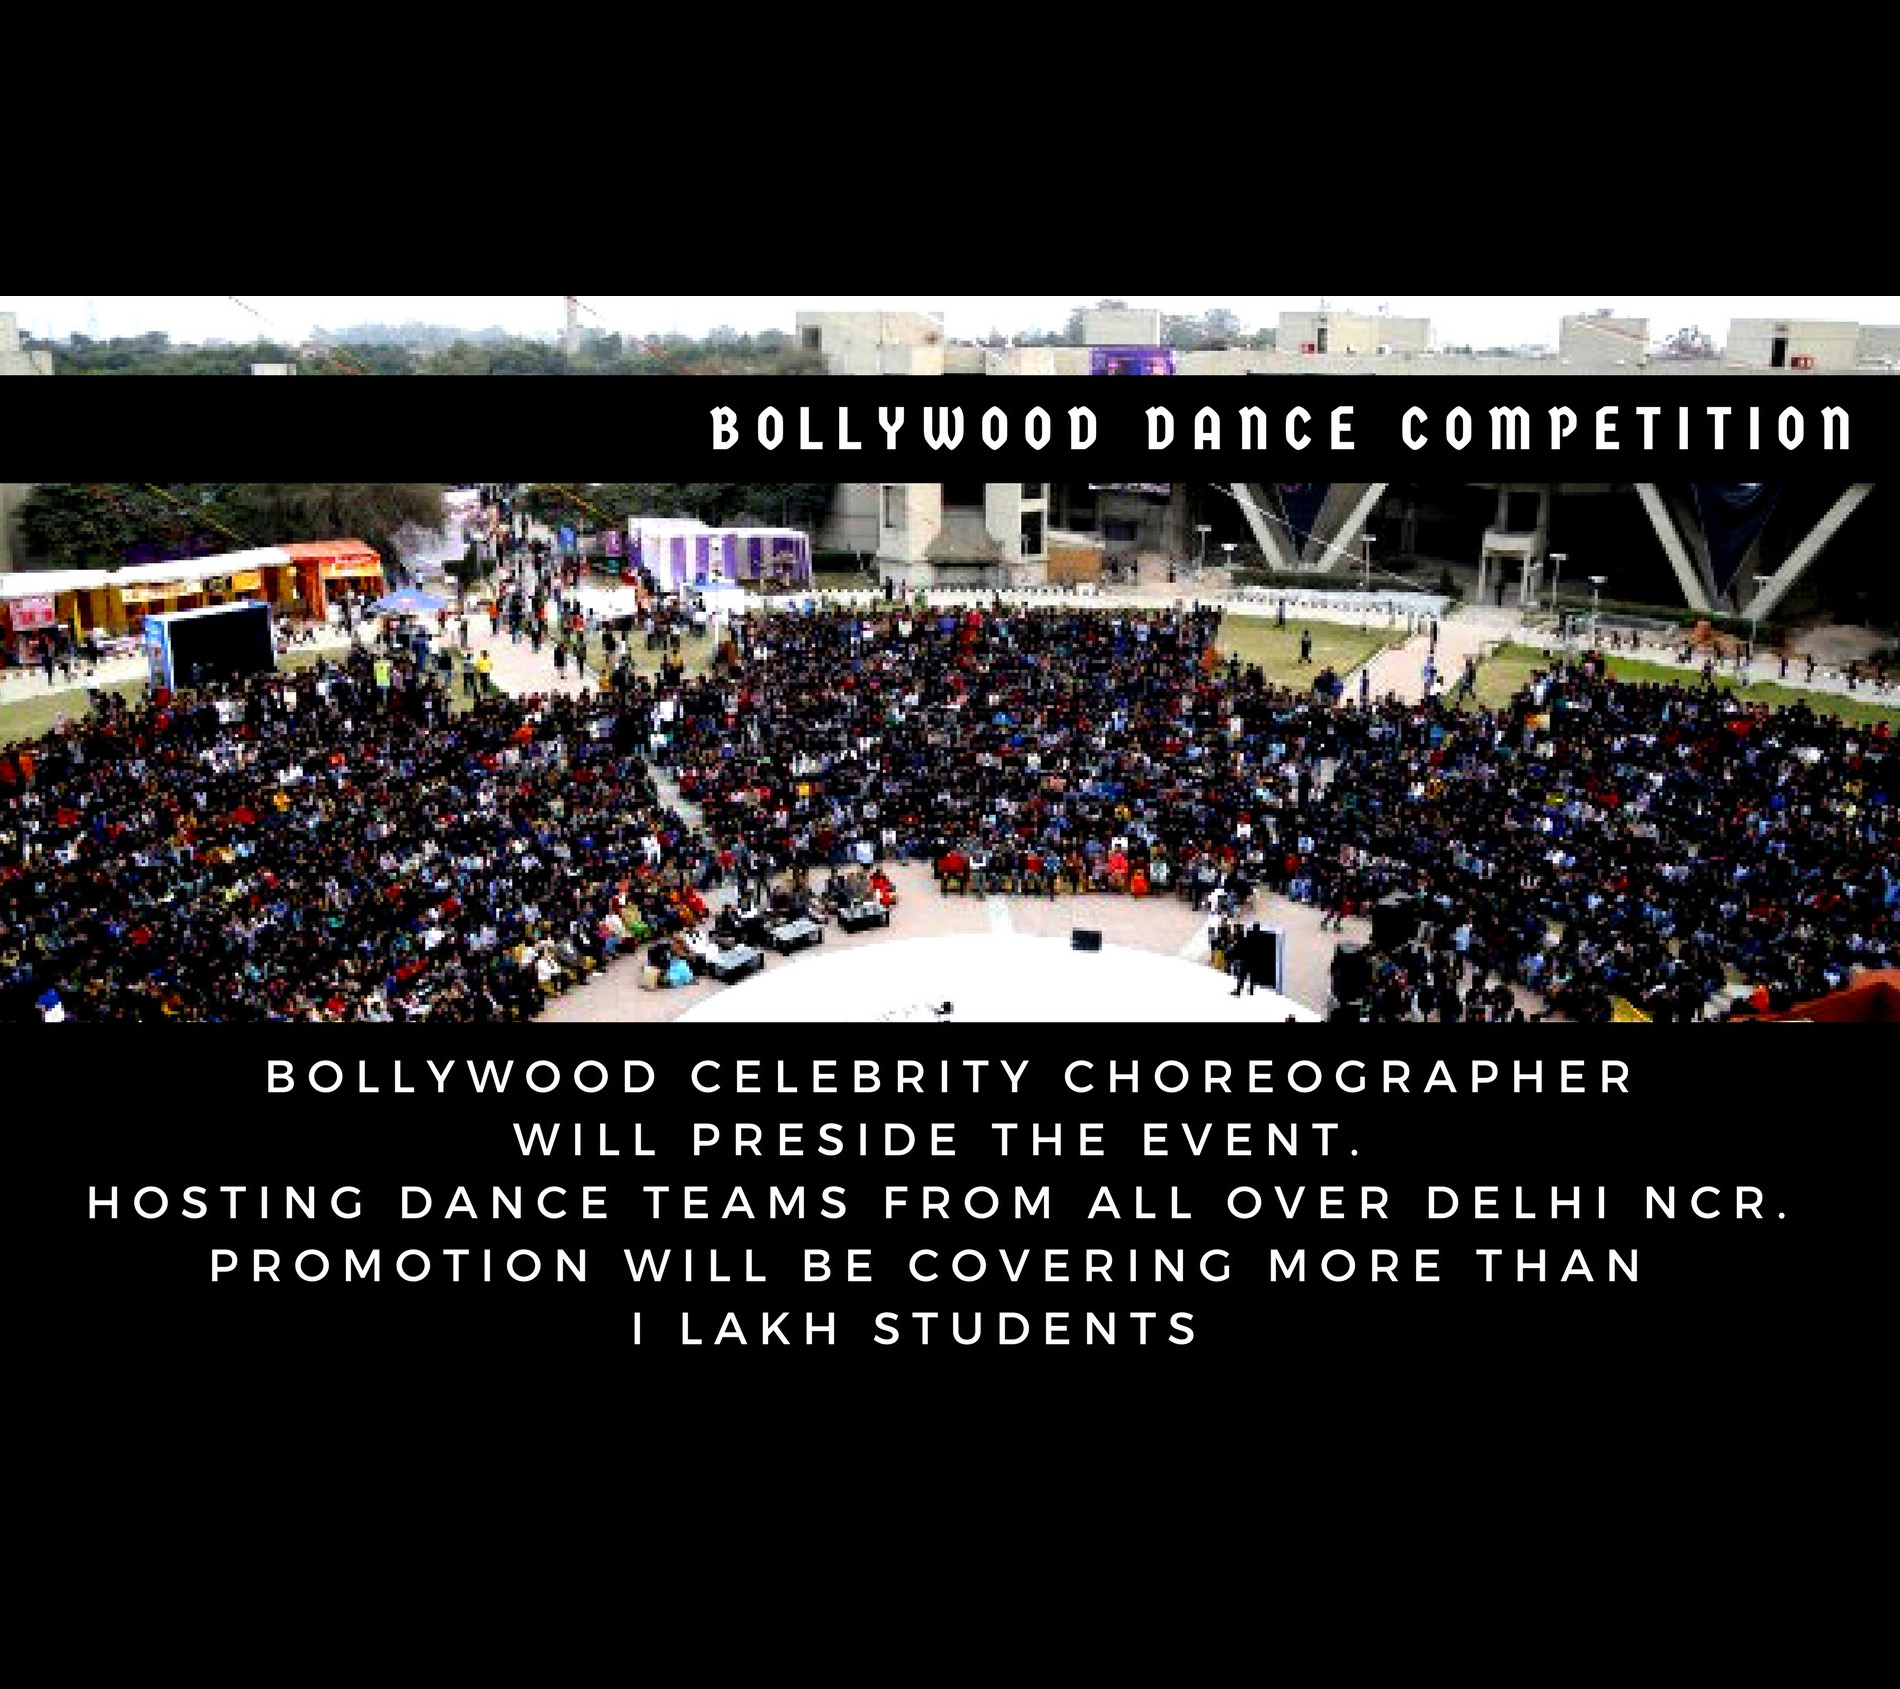 BOLLYWOOD DANCE COMPETITION
BOLLYWOOD CELEBRITY CHOREOGRAPHER
WILL PRESIDE THE EVENT.
HOSTING DANCE TEAMS FROM ALL OVER DELHI NCR.
PROMOTION WILL BE COVERING MORE THAN
I LAKH STUDENTS